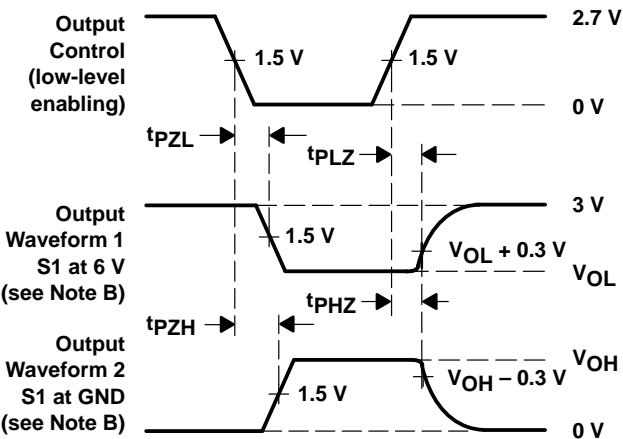 Output
Control
(low-level
enabling)
1.5 V
1.5 V
2.7 V
0 V
tPZL
tPLZ
Output
Waveform 1
S1 at 6 V
(see Note B)
1.5 V
3 V
VOL + 0.3 V
VOL
tPZH
tPHZ
Output
Waveform 2
S1 at GND
(see Note B)
1.5 V
VOH
VOH – 0.3 V
0 V